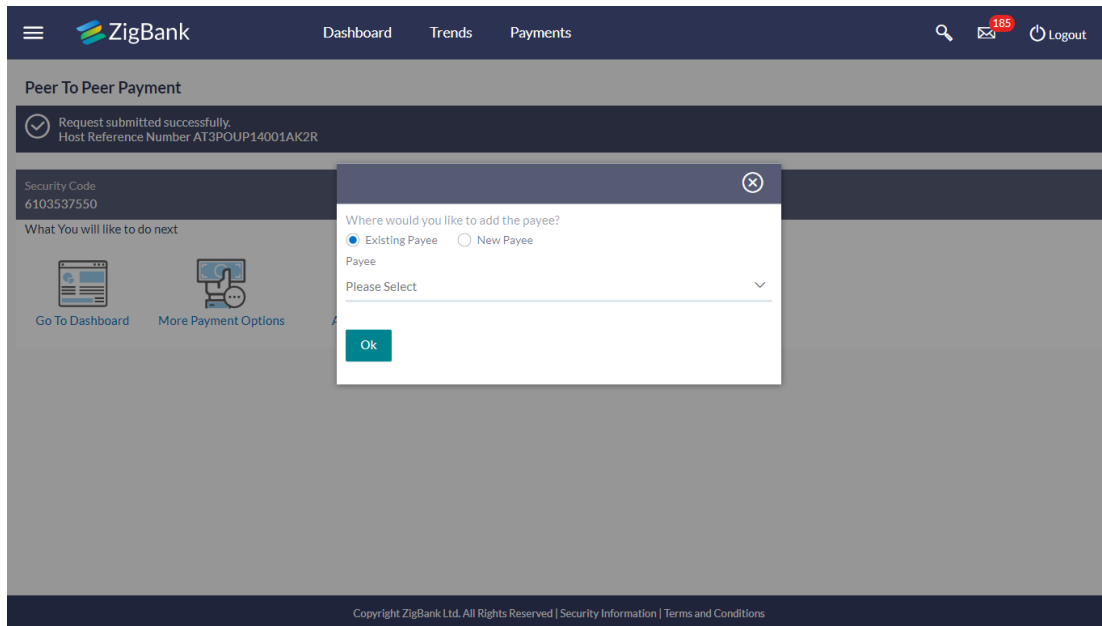 ZigBank
Dashboard Trends Payments
185
Logout
Peer To Peer Payment
Request submitted successfully.
Host Reference Number AT3POUP14001AK2R
Security Code
6103537550
What You will like to do next
Go To Dashboard More Payment Options
Where would you like to add the payee?
Existing Payee New Payee
Payee
Please Select
Ok
Copyright ZigBank Ltd. All Rights Reserved | Security Information | Terms and Conditions